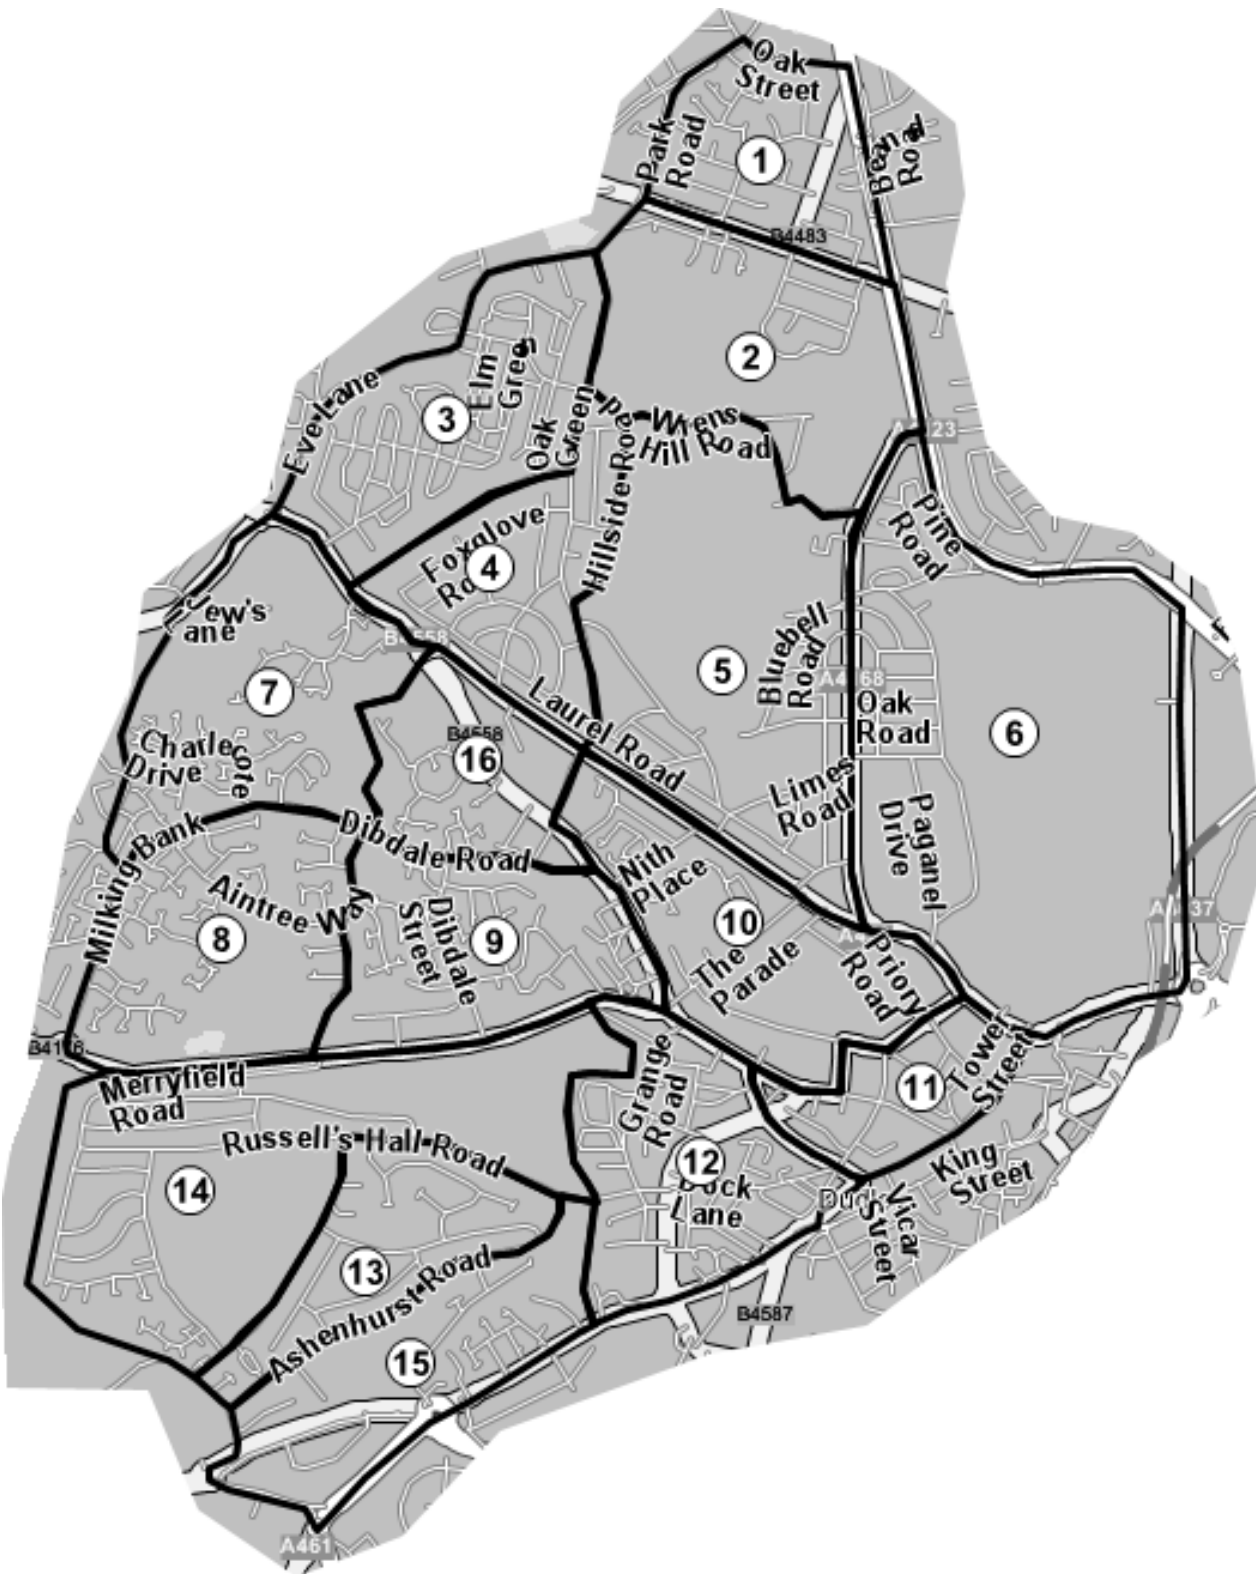 Oak
Street
Park
Road
1
Bean
Road
B4483
2
Elm
Green
Eve Lane
3
Oak
Green
Wrens
Hill Road
Hillside Road
Pine
Road
Foxglove
4
Jew's
Lane
B4558
Bluebell
Road
5
7
Laurel Road
Oak
Road
6
Charlecote
Drive
B4558
16
Limes
Road
Paganel
Drive
Milking Bank
Dibdale Road
Nith
Place
Aintree Way
8
Dibdale
Street
9
10
The
Parade
Priory
Road
Tower
Street
Merryfield
Road
Grange
Road
11
Russell's Hall Road
12
King
Street
14
Lane
Vicar
Street
13
Ashenhurst Road
B4587
15
A461